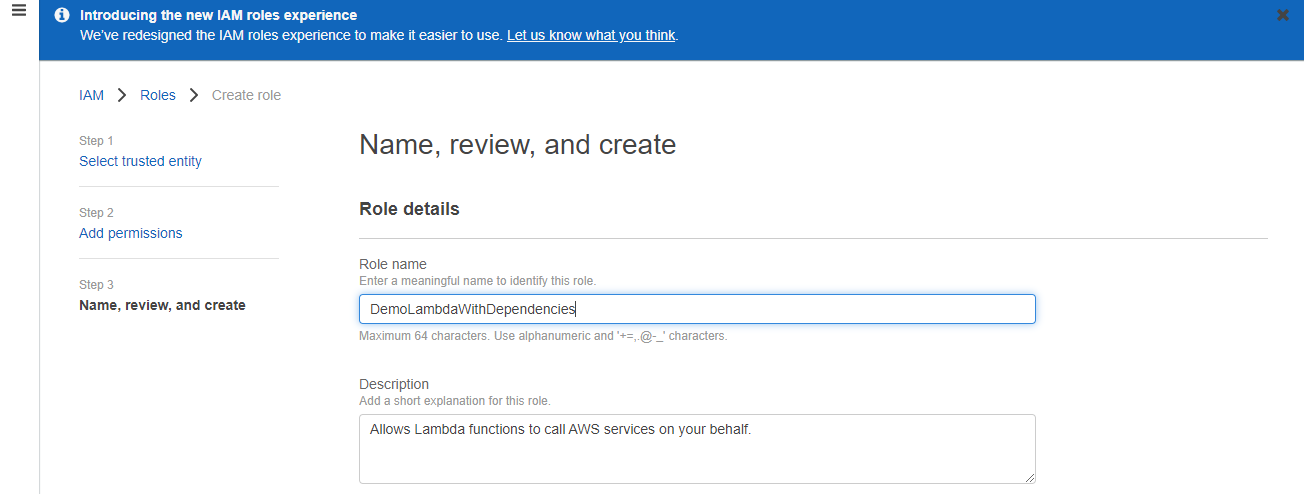 Introducing the new IAM roles experience
We've redesigned the IAM roles experience to make it easier to use. Let us know what you think.
IAM > Roles > Create role
Step 1
Select trusted entity
Step 2
Add permissions
Step 3
Name, review, and create
Name, review, and create
Role details
Role name
Enter a meaningful name to identify this role.
DemoLambdaWithDependencies
Maximum 64 characters. Use alphanumeric and '+=,.@-_' characters.
Description
Add a short explanation for this role.
Allows Lambda functions to call AWS services on your behalf.